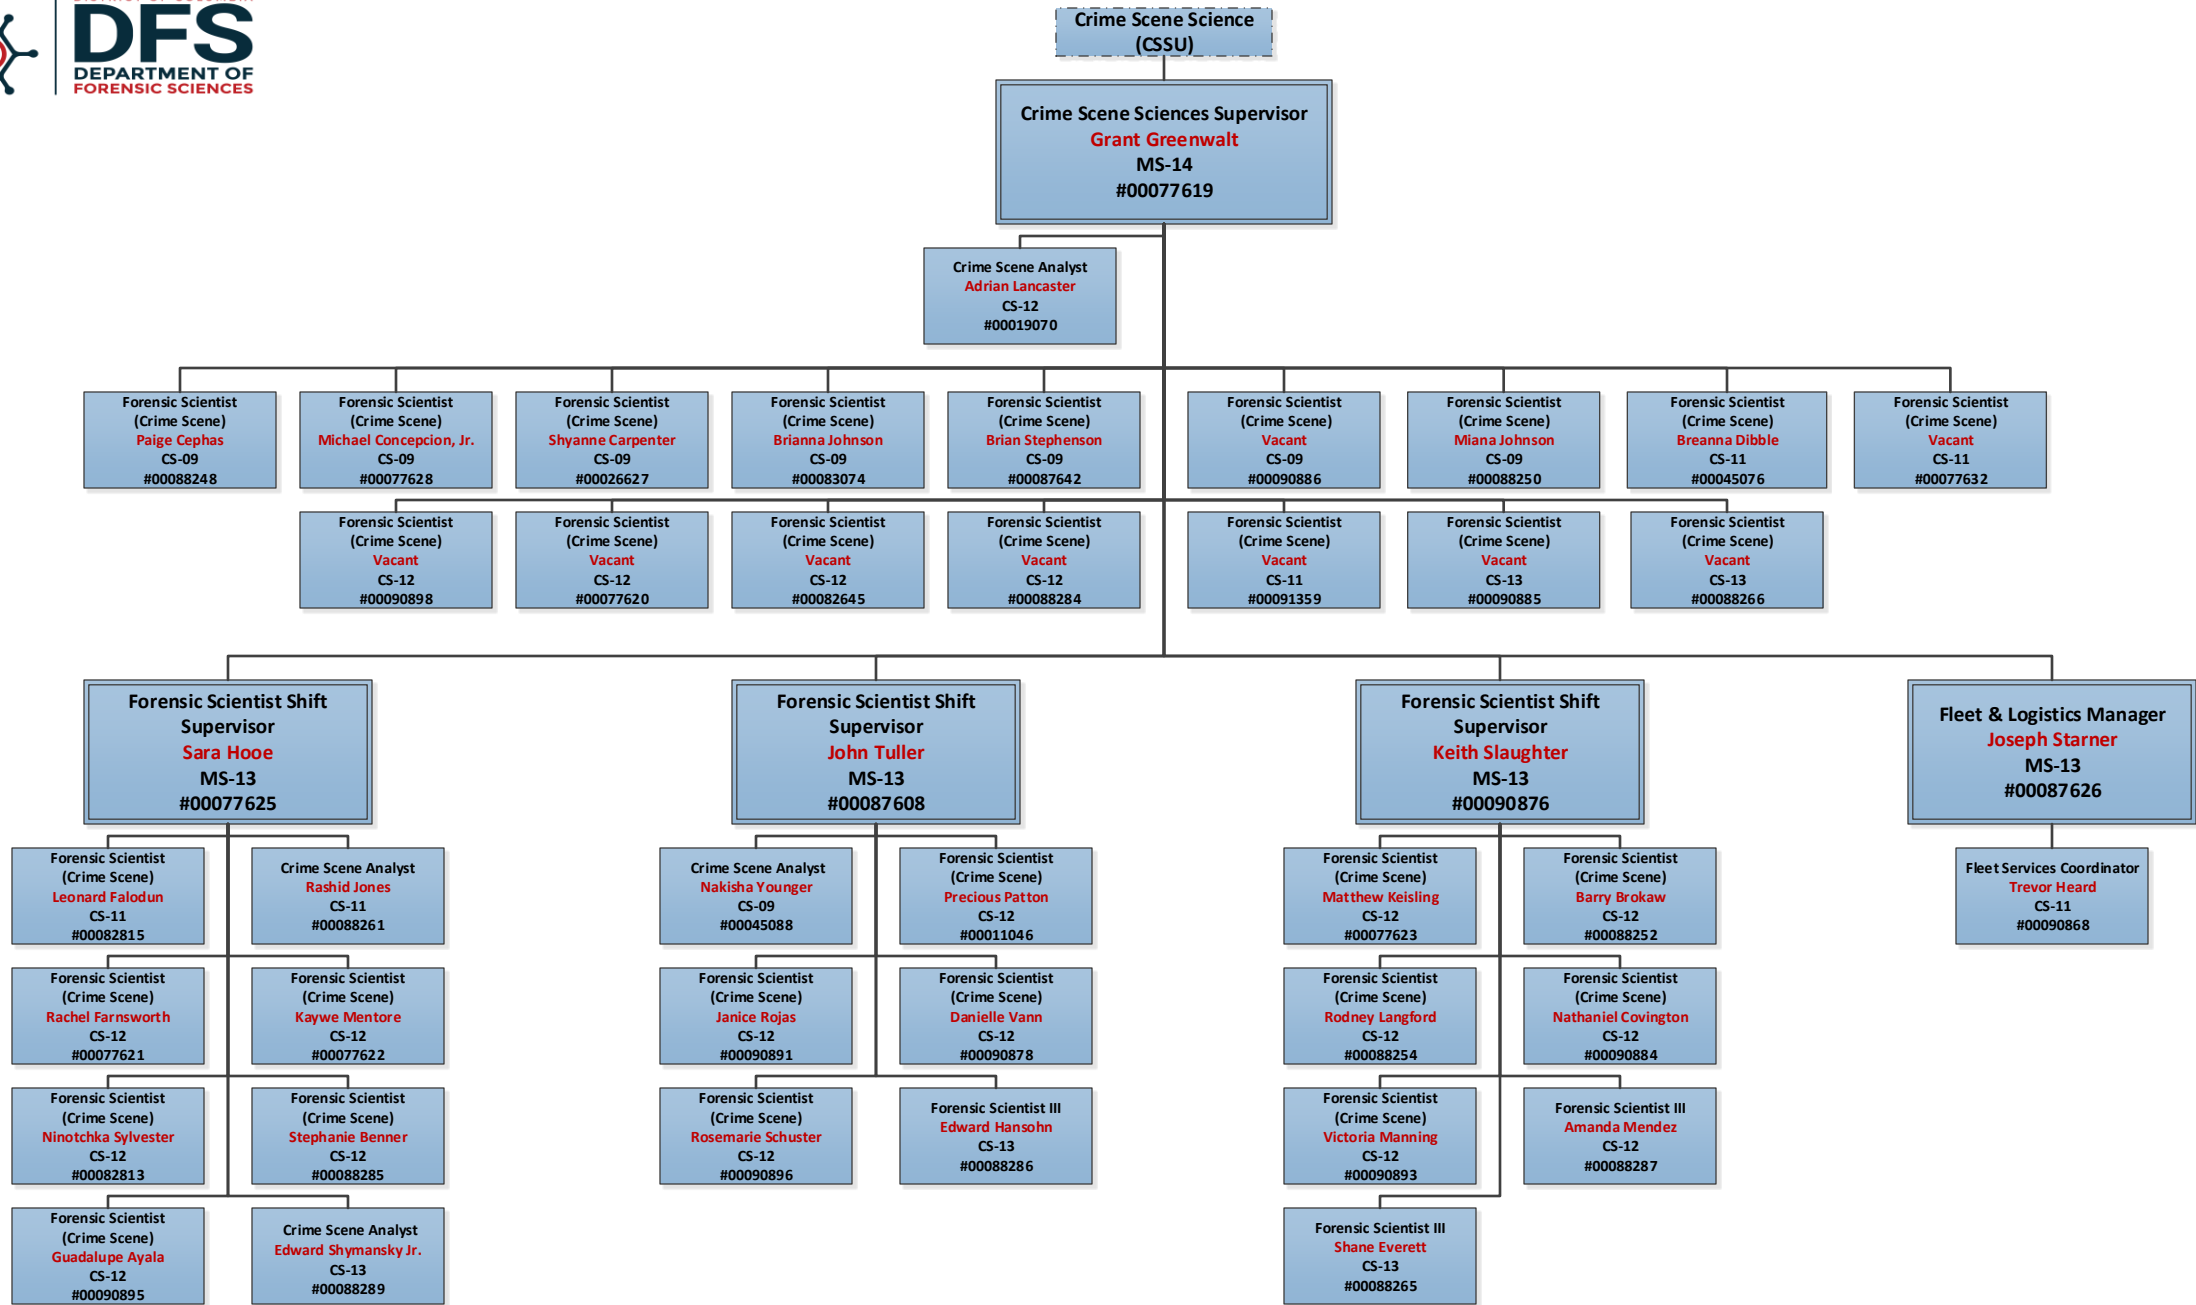 DISTRICT OF COLUMBIA
DFS
DEPARTMENT OF
FORENSIC SCIENCES
Crime Scene Science
(CSSU)
Crime Scene Sciences Supervisor
Grant Greenwalt
MS-14
#00077619
Crime Scene Analyst
Adrian Lancaster
CS-12
#00019070
Forensic Scientist
(Crime Scene)
Paige Cephas
CS-09
#00088248
Forensic Scientist
(Crime Scene)
Michael Concepcion, Jr.
CS-09
#00077628
Forensic Scientist
(Crime Scene)
Shyanne Carpenter
CS-09
#00026627
Forensic Scientist
(Crime Scene)
Brianna Johnson
CS-09
#00083074
Forensic Scientist
(Crime Scene)
Brian Stephenson
CS-09
#00087642
Forensic Scientist
(Crime Scene)
Vacant
CS-09
#00090886
Forensic Scientist
(Crime Scene)
Miana Johnson
CS-09
#00088250
Forensic Scientist
(Crime Scene)
Breanna Dibble
CS-11
#00045076
Forensic Scientist
(Crime Scene)
Vacant
CS-11
#00077632
Forensic Scientist
(Crime Scene)
Vacant
CS-12
#00090898
Forensic Scientist
(Crime Scene)
Vacant
CS-12
#00077620
Forensic Scientist
(Crime Scene)
Vacant
CS-12
#00082645
Forensic Scientist
(Crime Scene)
Vacant
CS-12
#00088284
Forensic Scientist
(Crime Scene)
Vacant
CS-11
#00091359
Forensic Scientist
(Crime Scene)
Vacant
CS-13
#00090885
Forensic Scientist
(Crime Scene)
Vacant
CS-13
#00088266
Forensic Scientist Shift
Supervisor
Sara Hooe
MS-13
#00077625
Forensic Scientist Shift
Supervisor
John Tuller
MS-13
#00087608
Forensic Scientist Shift
Supervisor
Keith Slaughter
MS-13
#00090876
Fleet & Logistics Manager
Joseph Starner
MS-13
#00087626
Forensic Scientist
(Crime Scene)
Leonard Falodun
CS-11
#00082815
Crime Scene Analyst
Rashid Jones
CS-11
#00088261
Crime Scene Analyst
Nakisha Younger
CS-09
#00045088
Forensic Scientist
(Crime Scene)
Precious Patton
CS-12
#00011046
Forensic Scientist
(Crime Scene)
Matthew Keisling
CS-12
#00077623
Forensic Scientist
(Crime Scene)
Barry Brokaw
CS-12
#00088252
Fleet Services Coordinator
Trevor Heard
CS-11
#00090868
Forensic Scientist
(Crime Scene)
Rachel Farnsworth
CS-12
#00077621
Forensic Scientist
(Crime Scene)
Kaywe Mentore
CS-12
#00077622
Forensic Scientist
(Crime Scene)
Janice Rojas
CS-12
#00090891
Forensic Scientist
(Crime Scene)
Danielle Vann
CS-12
#00090878
Forensic Scientist
(Crime Scene)
Rodney Langford
CS-12
#00088254
Forensic Scientist
(Crime Scene)
Nathaniel Covington
CS-12
#00090884
Forensic Scientist
(Crime Scene)
Ninotchka Sylvester
CS-12
#00082813
Forensic Scientist
(Crime Scene)
Stephanie Benner
CS-12
#00088285
Forensic Scientist
(Crime Scene)
Rosemarie Schuster
CS-12
#00090896
Forensic Scientist III
Edward Hansohn
CS-13
#00088286
Forensic Scientist
(Crime Scene)
Victoria Manning
CS-12
#00090893
Forensic Scientist III
Amanda Mendez
CS-12
#00088287
Forensic Scientist
(Crime Scene)
Guadalupe Ayala
CS-12
#00090895
Crime Scene Analyst
Edward Shymansky Jr.
CS-13
#00088289
Forensic Scientist III
Shane Everett
CS-13
#00088265